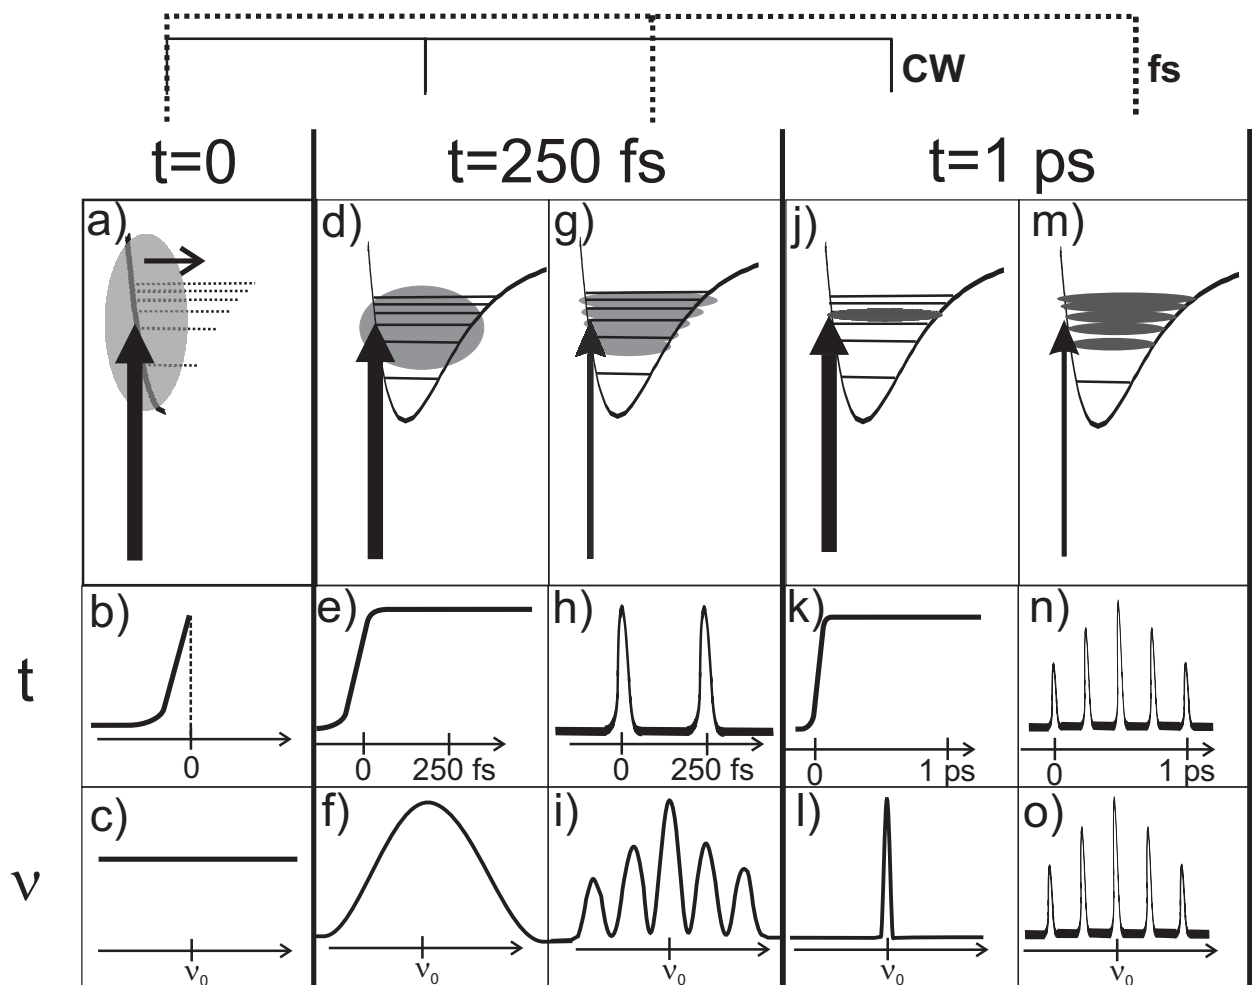 CW
fs
t=0
t=250 fs
t=1 ps
a)
d)
g)
j)
m)
t
b)
e)
h)
k)
n)
0
0
250 fs
0
250 fs
0
1 ps
0
1 ps
ν
c)
f)
i)
l)
o)
ν0
ν0
ν0
ν0
ν0